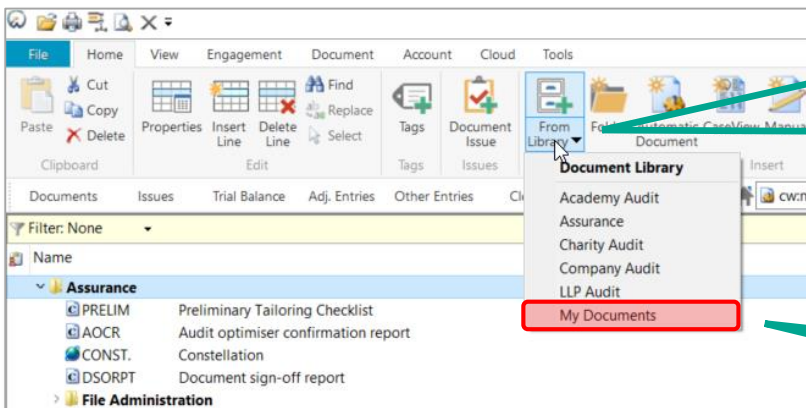 File Home View Engagement Document Account Cloud Tools
Cut
Copy
Delete
Paste
Clipboard
Properties
Insert Line
Delete Line
Find
Replace
Select
Edit
Tags
Tags
Document Issue
Issues
From Library
Automatic Document
CaseView
Insert
Documents Issues Trial Balance Adj. Entries Other Entries
Filter: None
Name
Document Library
Academy Audit
Assurance
Charity Audit
Company Audit
LLP Audit
My Documents
Assurance
PRELIM Preliminary Tailoring Checklist
AOCR Audit optimiser confirmation report
CONST. Constellation
DSORPT Document sign-off report
File Administration